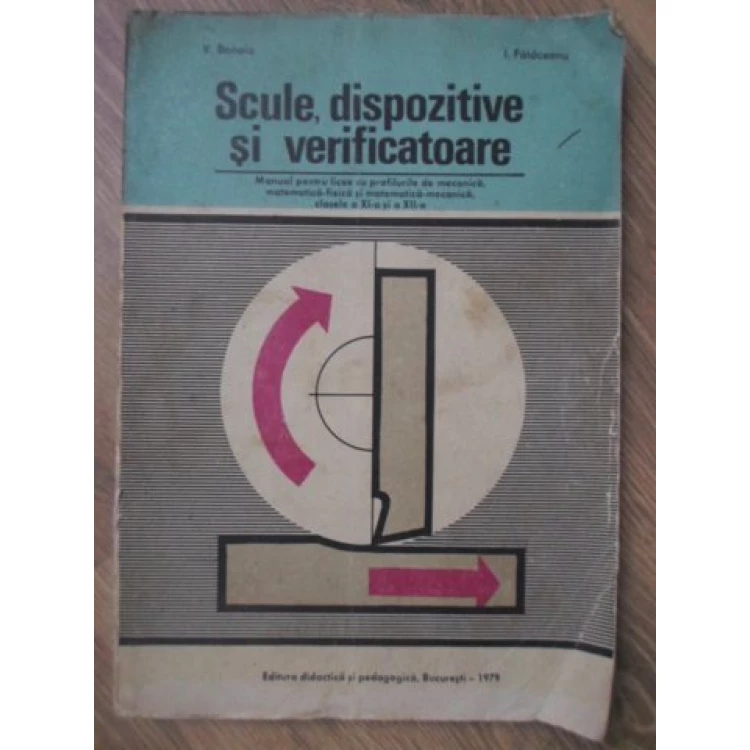 V.
I. Pătăceanu
Scule, dispozitive
și verificatoare
Manual pentru licee cu profilurile de mecanică,
matematică-fizică și matematică-mecanică,
clasele a XI-a și a XII-a
Editura didactică și pedagogică, București – 1979